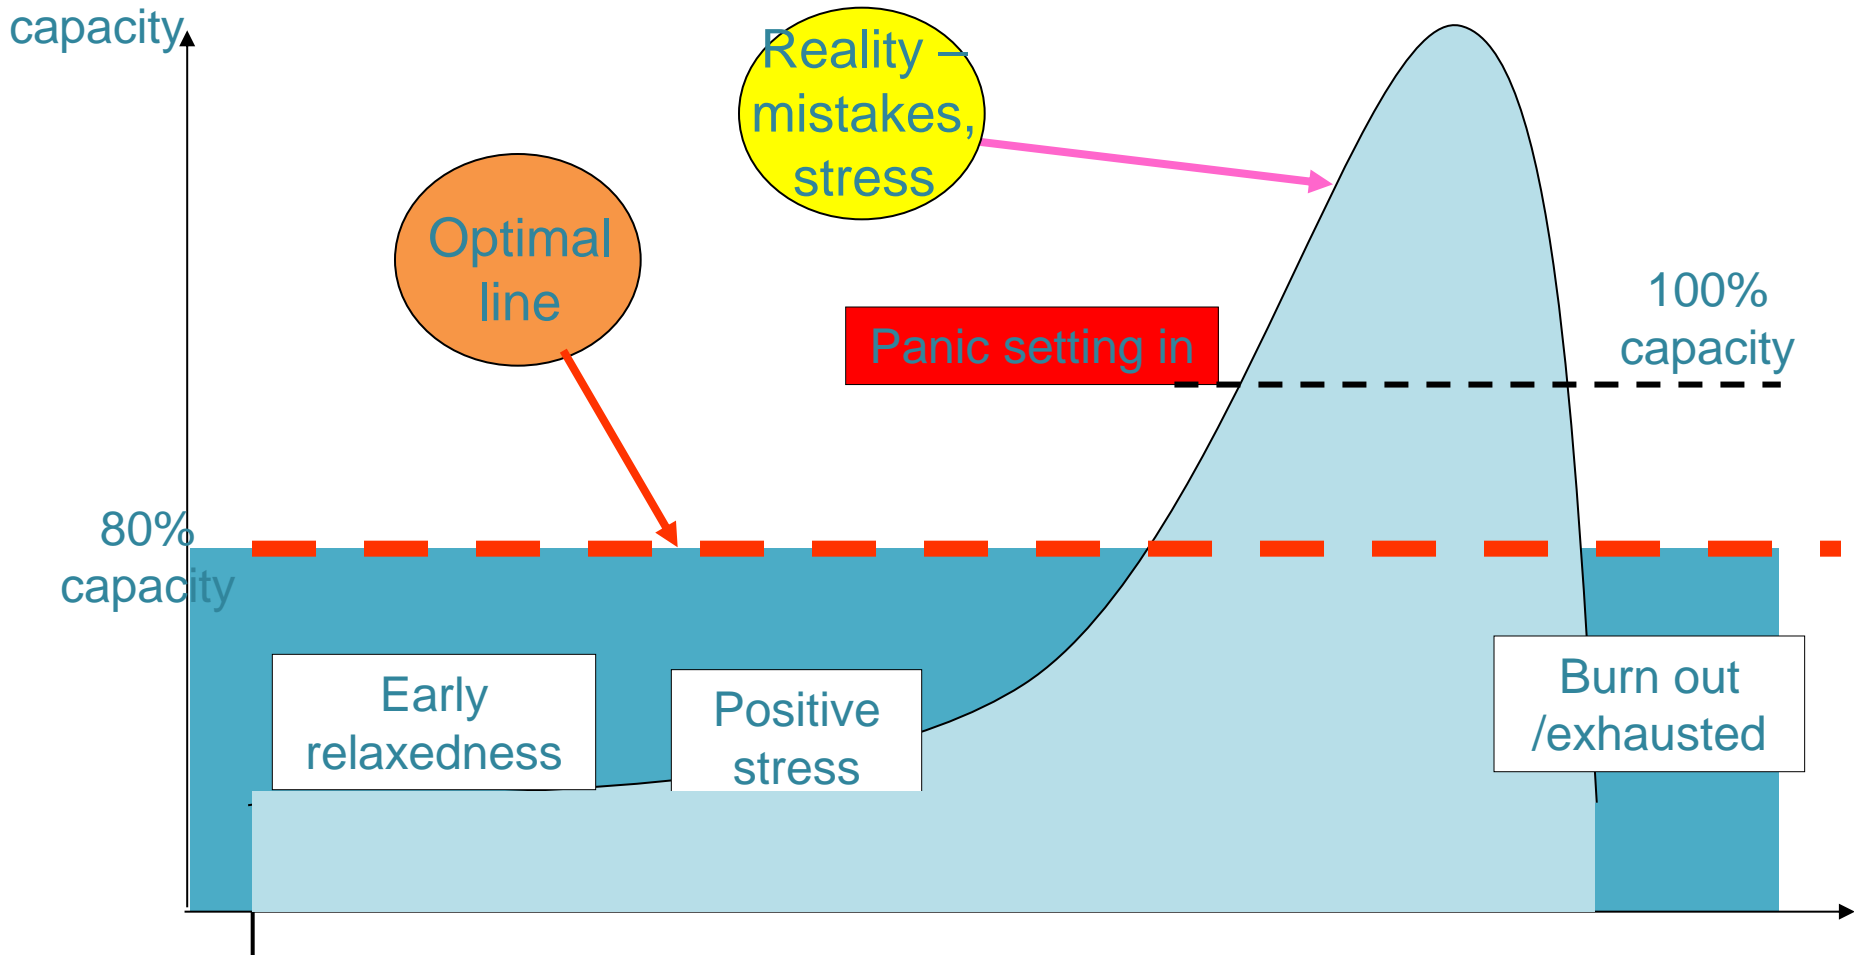 capacity
Reality –
mistakes,
stress
Optimal
line
100%
capacity
Panic setting in
80%
capacity
Early
relaxedness
Positive
stress
Burn out
/exhausted